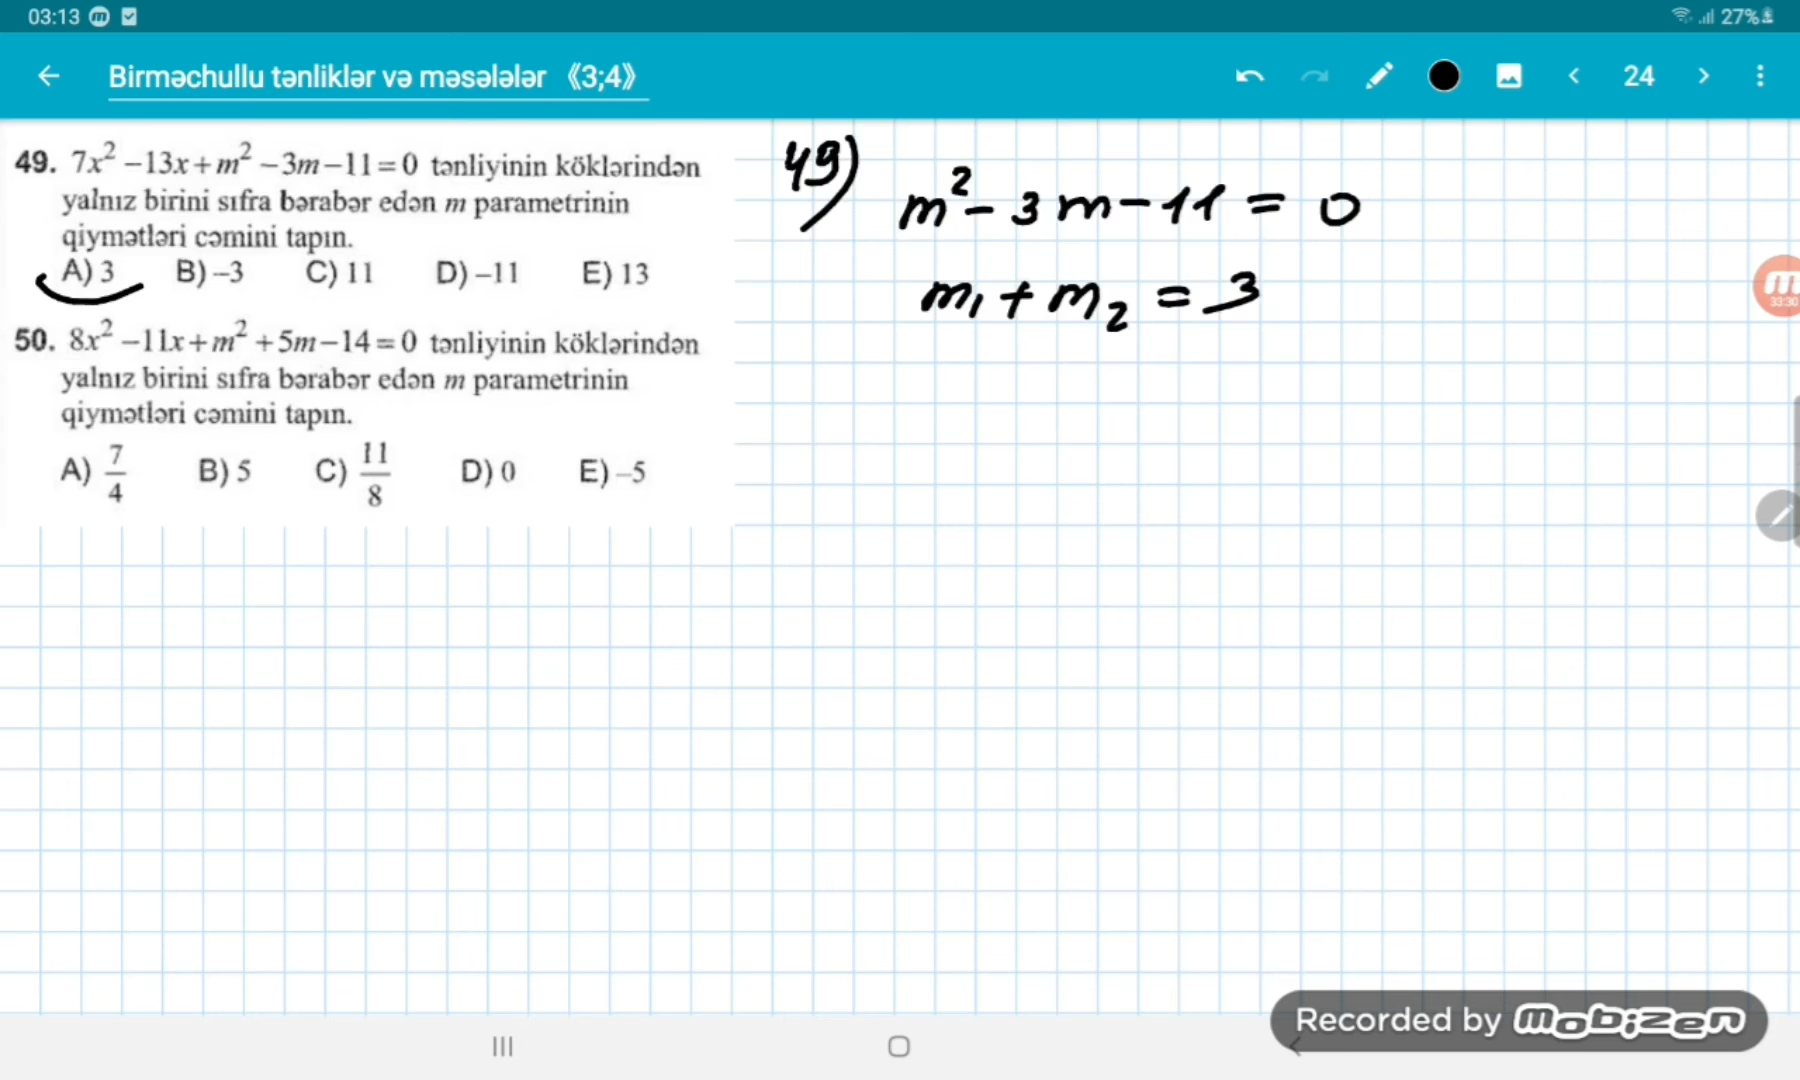 03:13
27%
Birməchullu tənliklər və məsələlər 《3;4》
24
49. 7x² –13x+m² –3m–11=0 tənliyinin köklərindən
yalnız birini sıfra bərabər edən m parametrinin
qiymətləri cəmini tapın.
A) 3 B) –3 C) 11 D) –11 E) 13
50. 8x² –11x+m² +5m–14=0 tənliyinin köklərindən
yalnız birini sıfra bərabər edən m parametrinin
qiymətləri cəmini tapın.
A) 7/4 B) 5 C) 11/8 D) 0 E) –5
49)
m² - 3m - 11 = 0
m₁ + m₂ = 3
33:30
Recorded by Mobizen